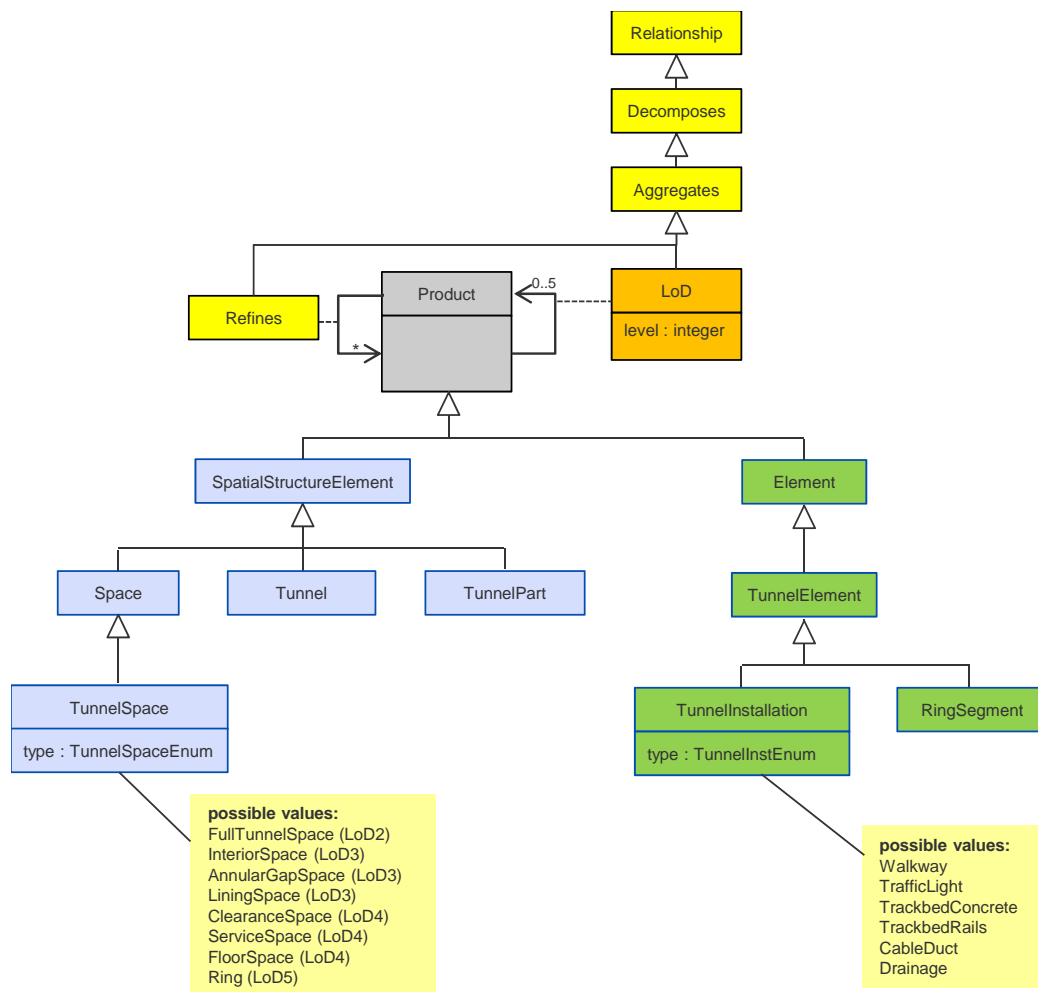 Relationship
Decomposes
Aggregates
Product
0..5
LoD
level : integer
Refines
*
SpatialStructureElement
Element
Space
Tunnel
TunnelPart
TunnelElement
TunnelSpace
type : TunnelSpaceEnum
TunnelInstallation
type : TunnelInstEnum
RingSegment
possible values:
FullTunnelSpace (LoD2)
InteriorSpace (LoD3)
AnnularGapSpace (LoD3)
LiningSpace (LoD3)
ClearanceSpace (LoD4)
ServiceSpace (LoD4)
FloorSpace (LoD4)
Ring (LoD5)
possible values:
Walkway
TrafficLight
TrackbedConcrete
TrackbedRails
CableDuct
Drainage